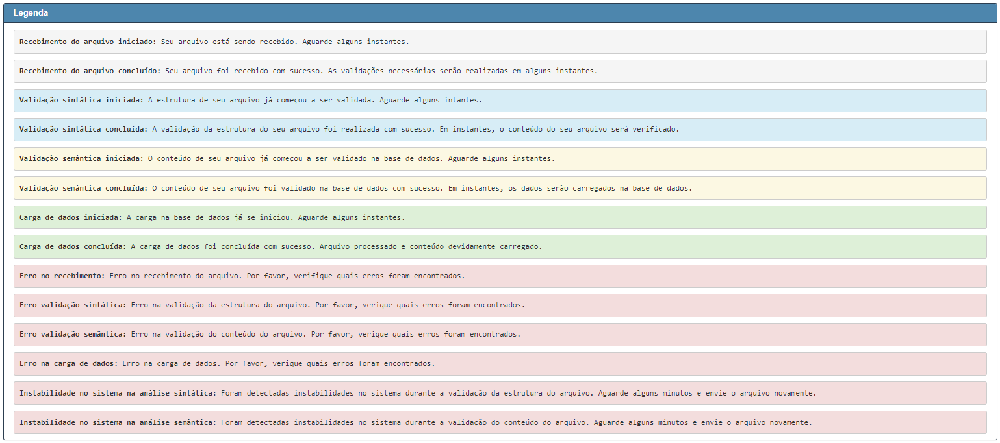 Legenda
Recebimento do arquivo iniciado: Seu arquivo está sendo recebido. Aguarde alguns instantes.
Recebimento do arquivo concluído: Seu arquivo foi recebido com sucesso. As validações necessárias serão realizadas em alguns instantes.
Validação sintática iniciada: A estrutura de seu arquivo já começou a ser validada. Aguarde alguns intantes.
Validação sintática concluída: A validação da estrutura do seu arquivo foi realizada com sucesso. Em instantes, o conteúdo do seu arquivo será verificado.
Validação semântica iniciada: O conteúdo de seu arquivo já começou a ser validado na base de dados. Aguarde alguns instantes.
Validação semântica concluída: O conteúdo de seu arquivo foi validado na base de dados com sucesso. Em instantes, os dados serão carregados na base de dados.
Carga de dados iniciada: A carga na base de dados já se iniciou. Aguarde alguns instantes.
Carga de dados concluída: A carga de dados foi concluída com sucesso. Arquivo processado e conteúdo devidamente carregado.
Erro no recebimento: Erro no recebimento do arquivo. Por favor, verifique quais erros foram encontrados.
Erro validação sintática: Erro na validação da estrutura do arquivo. Por favor, verique quais erros foram encontrados.
Erro validação semântica: Erro na validação do conteúdo do arquivo. Por favor, verique quais erros foram encontrados.
Erro na carga de dados: Erro na carga de dados. Por favor, verique quais erros foram encontrados.
Instabilidade no sistema na análise sintática: Foram detectadas instabilidades no sistema durante a validação da estrutura do arquivo. Aguarde alguns minutos e envie o arquivo novamente.
Instabilidade no sistema na análise semântica: Foram detectadas instabilidades no sistema durante a validação do conteúdo do arquivo. Aguarde alguns minutos e envie o arquivo novamente.